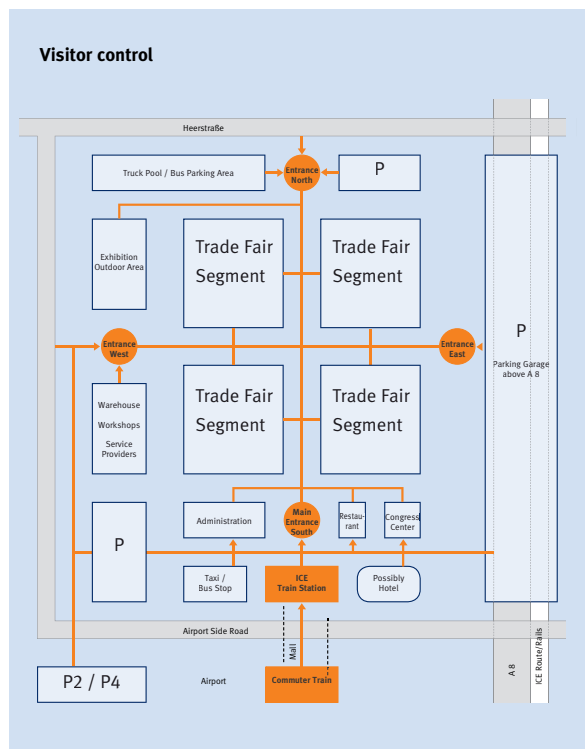 Visitor control
Heerstraße
Truck Pool / Bus Parking Area
Entrance
North
P
Exhibition
Outdoor Area
Trade Fair
Segment
Trade Fair
Segment
P
Parking Garage
above A 8
Entrance
West
Entrance
East
Warehouse
Workshops
Service
Providers
Trade Fair
Segment
Trade Fair
Segment
Administration
Main
Entrance
South
Restau-
rant
Congress
Center
P
Taxi /
Bus Stop
ICE
Train Station
Possibly
Hotel
Airport Side Road
Mall
A 8
ICE Route/Rails
P2 / P4
Airport
Commuter Train